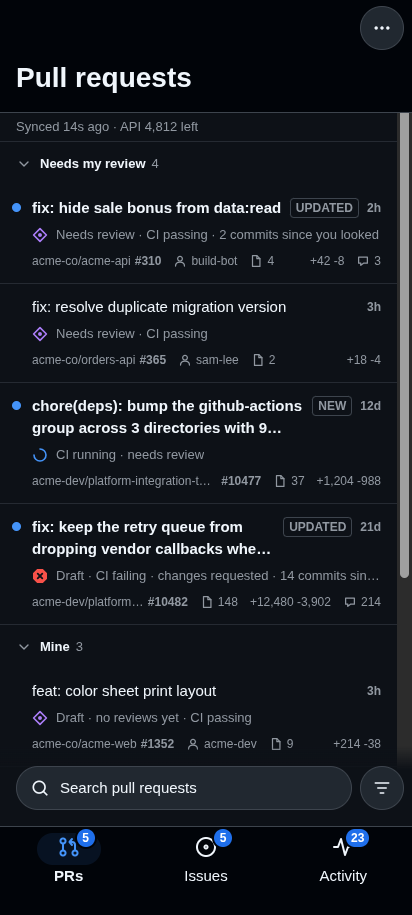 Pull requests
Synced 14s ago · API 4,812 left
Needs my review 4
fix: hide sale bonus from data:read UPDATED 2h
Needs review · CI passing · 2 commits since you looked
acme-co/acme-api #310 build-bot 4 +42 -8 3
fix: resolve duplicate migration version 3h
Needs review · CI passing
acme-co/orders-api #365 sam-lee 2 +18 -4
chore(deps): bump the github-actions NEW 12d
group across 3 directories with 9…
CI running · needs review
acme-dev/platform-integration-t… #10477 37 +1,204 -988
fix: keep the retry queue from UPDATED 21d
dropping vendor callbacks whe…
Draft · CI failing · changes requested · 14 commits sin…
acme-dev/platform… #10482 148 +12,480 -3,902 214
Mine 3
feat: color sheet print layout 3h
Draft · no reviews yet · CI passing
acme-co/acme-web #1352 acme-dev 9 +214 -38
Search pull requests
5 5 23
PRs Issues Activity